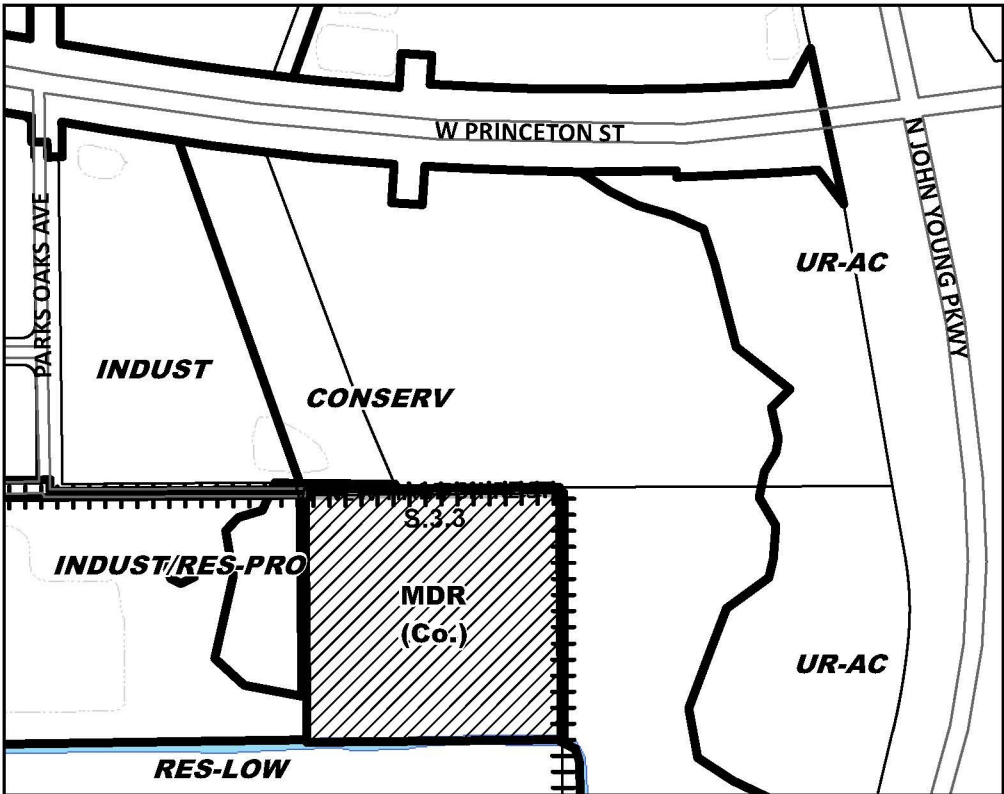 W PRINCETON ST
N JOHN YOUNG PKWY
PARKS OAKS AVE
UR-AC
INDUST
CONSERV
S.3.3
INDUST/RES-PRO
MDR
(Co.)
UR-AC
RES-LOW